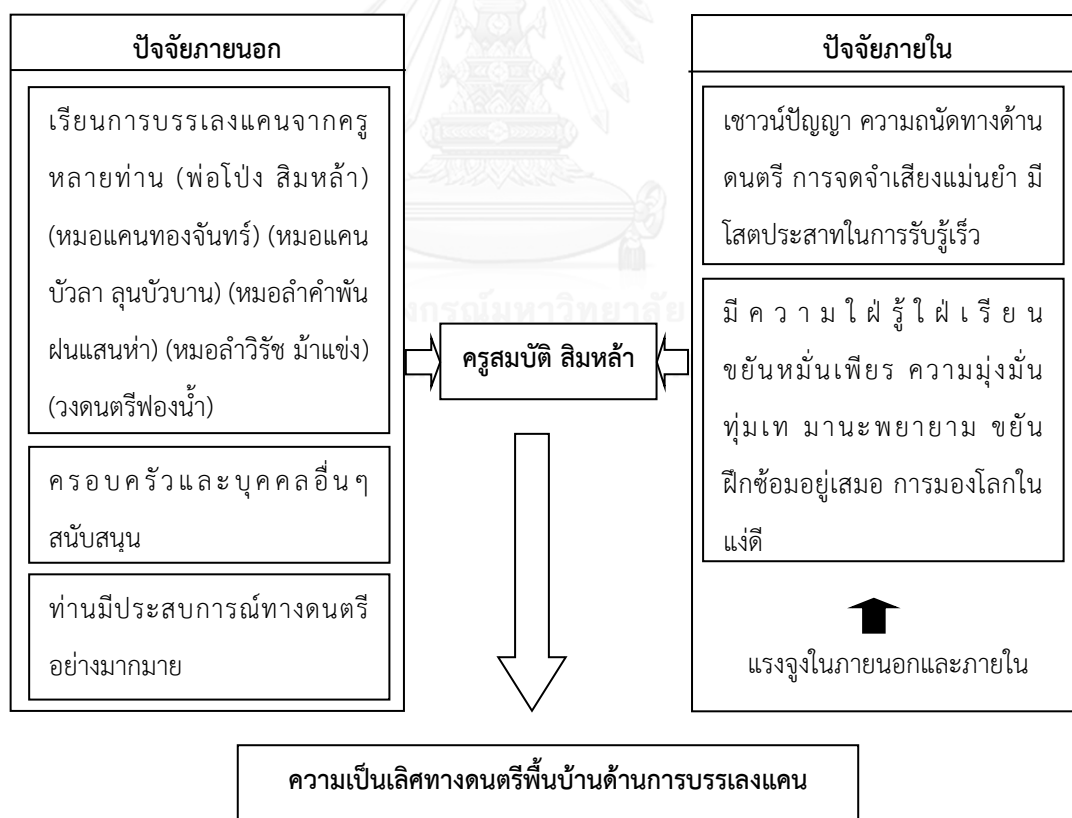 ปัจจัยภายนอก
เรียนการบรรเลงแคนจากครู
หลายท่าน (พ่อโป่ง สิมหล้า)
(หมอแคนทองจันทร์) (หมอแคน
บัวลา ลุนบัวบาน) (หมอลำคำพัน
ฝนแสนห่า) (หมอลำวิรัช ม้าแข่ง)
(วงดนตรีฟองน้ำ)
ครอบครัวและบุคคลอื่นๆ
สนับสนุน
ท่านมีประสบการณ์ทางดนตรี
อย่างมากมาย
งกรณ์มหาวิทยาลัย
ครูสมบัติ สิมหล้า
ปัจจัยภายใน
เชาวน์ปัญญา ความถนัดทางด้าน
ดนตรี การจดจำเสียงแม่นยำ มี
โสตประสาทในการรับรู้เร็ว
มีความใฝ่รู้ใฝ่เรียน
ขยันหมั่นเพียร ความมุ่งมั่น
ทุ่มเท มานะพยายาม ขยัน
ฝึกซ้อมอยู่เสมอ การมองโลกใน
แง่ดี
แรงจูงในภายนอกและภายใน
ความเป็นเลิศทางดนตรีพื้นบ้านด้านการบรรเลงแคน